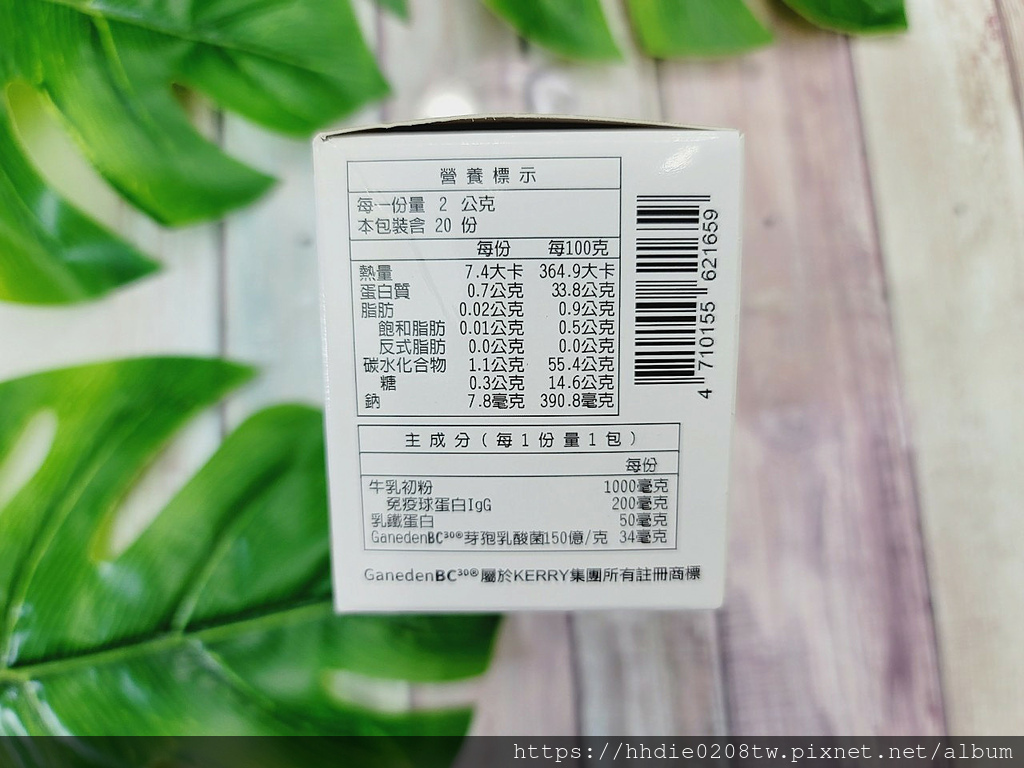 營養標示
每一份量 2 公克
本包裝含 20 份
每份 每100克
熱量 7.4大卡 364.9大卡
蛋白質 0.7公克 33.8公克
脂肪 0.02公克 0.9公克
飽和脂肪 0.01公克 0.5公克
反式脂肪 0.0公克 0.0公克
碳水化合物 1.1公克 55.4公克
糖 0.3公克 14.6公克
鈉 7.8毫克 390.8毫克
4 710155 621659
主成分(每1份量1包)
每份
牛乳初粉 1000毫克
免疫球蛋白IgG 200毫克
乳鐵蛋白 50毫克
GanedenBC³⁰®芽孢乳酸菌150億/克 34毫克
GanedenBC³⁰®屬於KERRY集團所有註冊商標
https://hhdie0208tw.pixnet.net/album